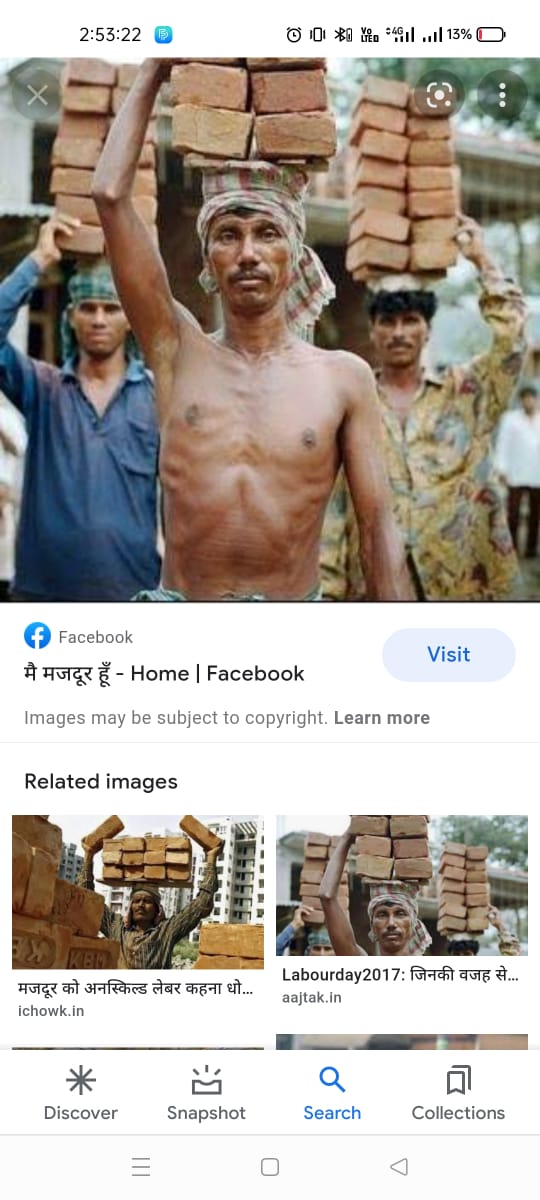 2:53:22
Vo
LTE
4G
13%
Facebook
मै मजदूर हूँ - Home | Facebook
Visit
Images may be subject to copyright. Learn more
Related images
KBM
मजदूर को अनस्किल्ड लेबर कहना धो...
ichowk.in
Labourday2017: जिनकी वजह से...
aajtak.in
Discover
Snapshot
Search
Collections